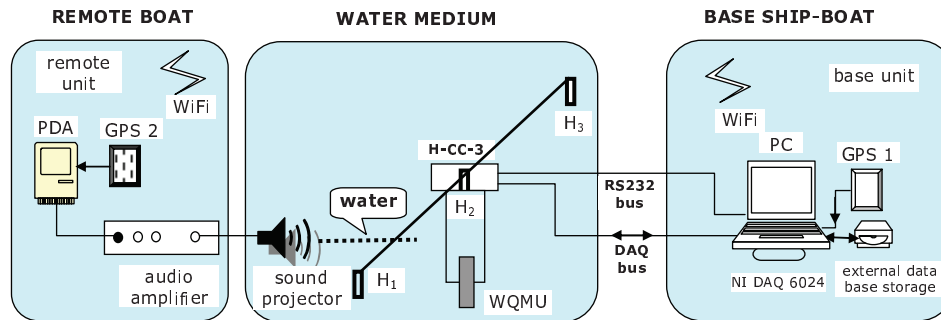 REMOTE BOAT
WATER MEDIUM
BASE SHIP-BOAT
remote
unit
WiFi
PDA
GPS 2
audio
amplifier
sound
projector
water
H-CC-3
H1
H2
H3
WQMU
RS232
bus
DAQ
bus
base unit
WiFi
PC
GPS 1
NI DAQ 6024
external data
base storage